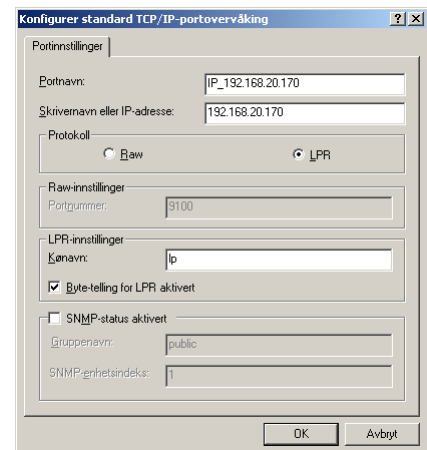 Konfigurer standard TCP/IP-portovervåking
Portinnstillinger
Portnavn: IP_192.168.20.170
Skrivernavn eller IP-adresse: 192.168.20.170
Protokoll
Raw LPR
Raw-innstillinger
Portnummer: 9100
LPR-innstillinger
Kønavn: lp
Byte-telling for LPR aktivert
SNMP-status aktivert
Gruppenavn: public
SNMP-enhetsindeks: 1
OK Avbryt